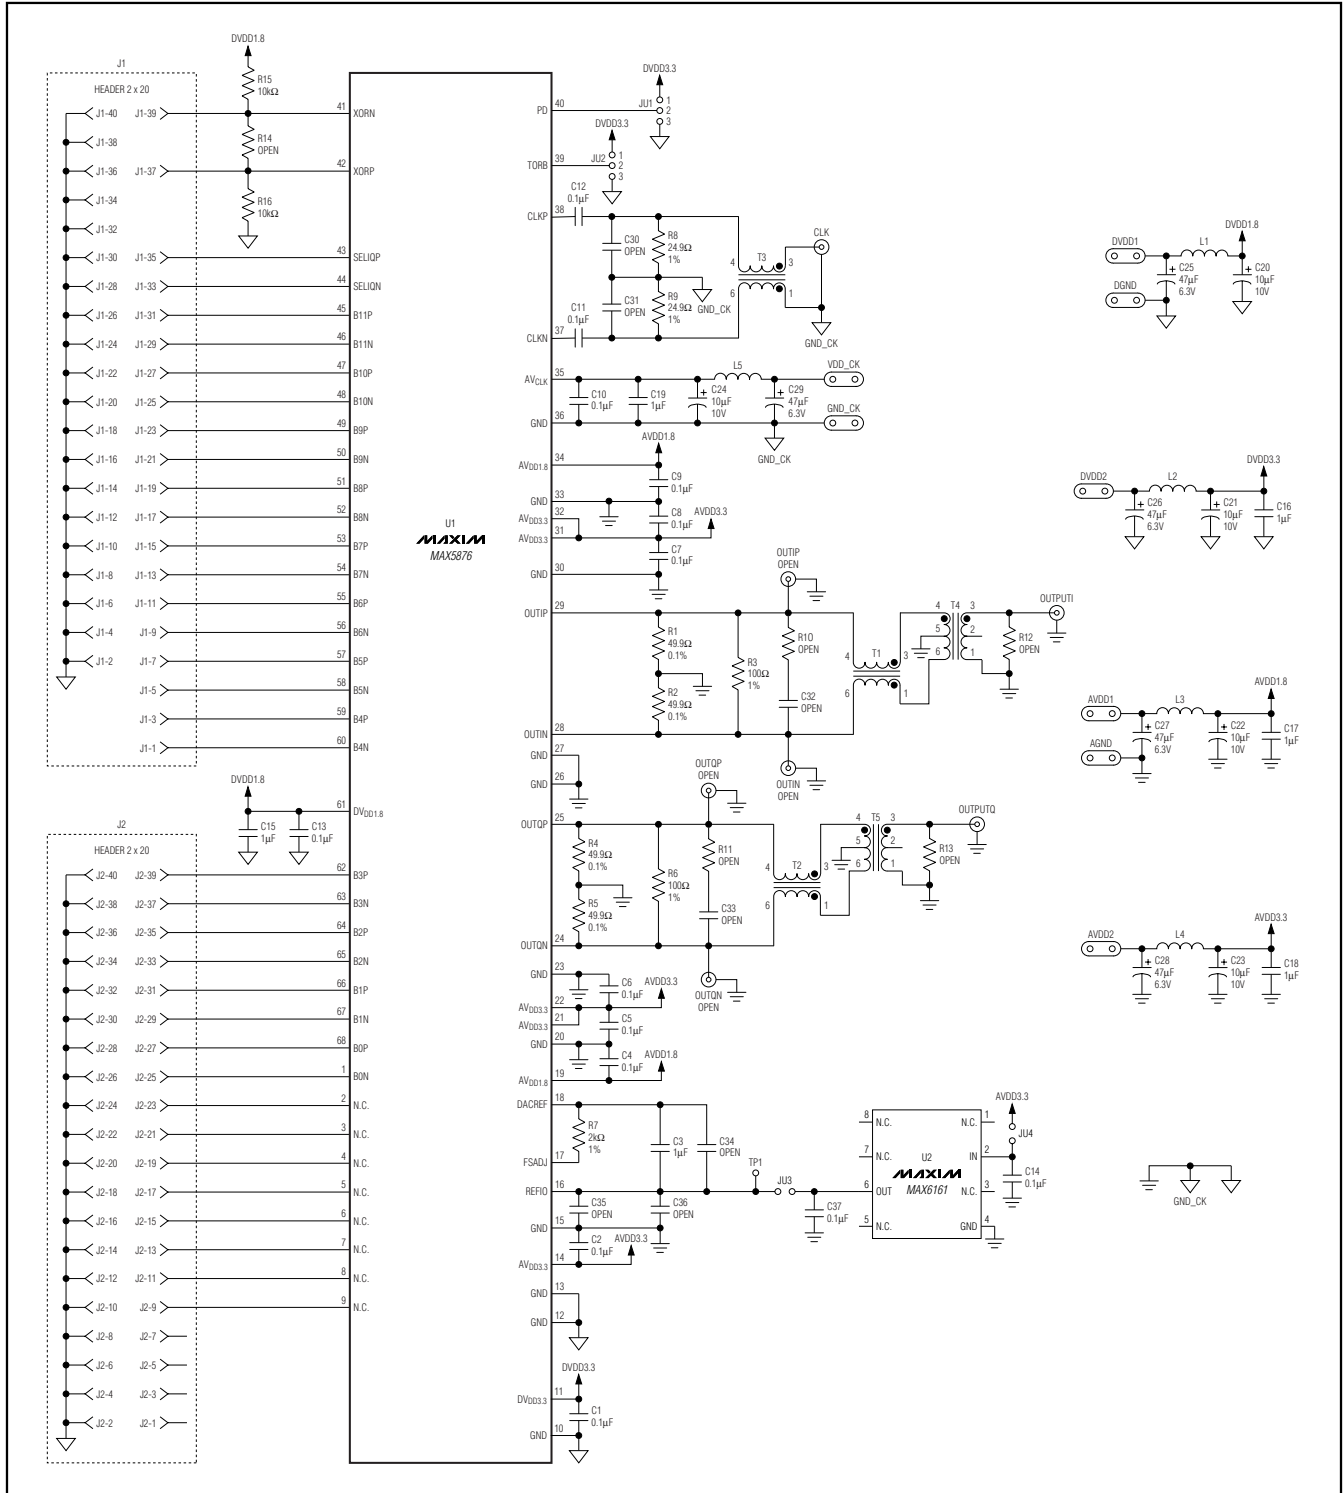 J1
HEADER 2 x 20
J1-40 J1-39
J1-38
J1-36 J1-37
J1-34
J1-32
J1-30 J1-35
J1-28 J1-33
J1-26 J1-31
J1-24 J1-29
J1-22 J1-27
J1-20 J1-25
J1-18 J1-23
J1-16 J1-21
J1-14 J1-19
J1-12 J1-17
J1-10 J1-15
J1-8 J1-13
J1-6 J1-11
J1-4 J1-9
J1-2 J1-7
J1-5
J1-3
J1-1
DVDD1.8
R15
10kΩ
R14
OPEN
R16
10kΩ
DVDD1.8
C15
1µF
C13
0.1µF
J2
HEADER 2 x 20
J2-40 J2-39
J2-38 J2-37
J2-36 J2-35
J2-34 J2-33
J2-32 J2-31
J2-30 J2-29
J2-28 J2-27
J2-26 J2-25
J2-24 J2-23
J2-22 J2-21
J2-20 J2-19
J2-18 J2-17
J2-16 J2-15
J2-14 J2-13
J2-12 J2-11
J2-10 J2-9
J2-8 J2-7
J2-6 J2-5
J2-4 J2-3
J2-2 J2-1
41 XORN
42 XORP
43 SELIQP
44 SELIQN
45 B11P
46 B11N
47 B10P
48 B10N
49 B9P
50 B9N
51 B8P
52 B8N
53 B7P
54 B7N
55 B6P
56 B6N
57 B5P
58 B5N
59 B4P
60 B4N
61 DVDD1.8
62 B3P
63 B3N
64 B2P
65 B2N
66 B1P
67 B1N
68 B0P
1 B0N
2 N.C.
3 N.C.
4 N.C.
5 N.C.
6 N.C.
7 N.C.
8 N.C.
9 N.C.
U1
MAXIM
MAX5876
PD 40
TORB 39
CLKP 38
CLKN 37
AVCLK 35
GND 36
AVDD1.8 34
GND 33
AVDD3.3 32
AVDD3.3 31
GND 30
OUTIP 29
OUTIN 28
GND 27
GND 26
OUTQP 25
OUTQN 24
GND 23
AVDD3.3 22
AVDD3.3 21
GND 20
AVDD1.8 19
DACREF 18
FSADJ 17
REFIO 16
GND 15
AVDD3.3 14
GND 13
GND 12
DVDD3.3 11
GND 10
DVDD3.3
JU1
1
2
3
DVDD3.3
JU2
1
2
3
C12
0.1µF
C11
0.1µF
C30
OPEN
C31
OPEN
R8
24.9Ω
1%
R9
24.9Ω
1%
GND_CK
4 T3 3
6 1
CLK
GND_CK
C10
0.1µF
C19
1µF
C24
+
10µF
10V
L5
C29
+
47µF
6.3V
VDD_CK
GND_CK
GND_CK
AVDD1.8
C9
0.1µF
C8
0.1µF
AVDD3.3
C7
0.1µF
R1
49.9Ω
0.1%
R2
49.9Ω
0.1%
R3
100Ω
1%
OUTIP
OPEN
R10
OPEN
C32
OPEN
OUTIN
OPEN
4 T1 3
6 1
4 T4 3
5 2
6 1
R12
OPEN
OUTPUTI
OUTQP
OPEN
R4
49.9Ω
0.1%
R5
49.9Ω
0.1%
R6
100Ω
1%
R11
OPEN
C33
OPEN
OUTQN
OPEN
4 T2 3
6 1
4 T5 3
5 2
6 1
R13
OPEN
OUTPUTQ
C6
0.1µF
AVDD3.3
C5
0.1µF
C4
0.1µF
AVDD1.8
R7
2kΩ
1%
C3
1µF
C34
OPEN
TP1
JU3
C35
OPEN
C36
OPEN
C2
0.1µF
AVDD3.3
C37
0.1µF
DVDD3.3
C1
0.1µF
8 N.C. N.C. 1
7 N.C. IN 2
6 OUT N.C. 3
5 N.C. GND 4
U2
MAXIM
MAX6161
AVDD3.3
JU4
C14
0.1µF
DVDD1
DGND
L1
C25
+
47µF
6.3V
DVDD1.8
C20
+
10µF
10V
DVDD2
L2
C26
+
47µF
6.3V
C21
+
10µF
10V
DVDD3.3
C16
1µF
AVDD1
AGND
L3
C27
+
47µF
6.3V
C22
+
10µF
10V
AVDD1.8
C17
1µF
AVDD2
L4
C28
+
47µF
6.3V
C23
+
10µF
10V
AVDD3.3
C18
1µF
GND_CK